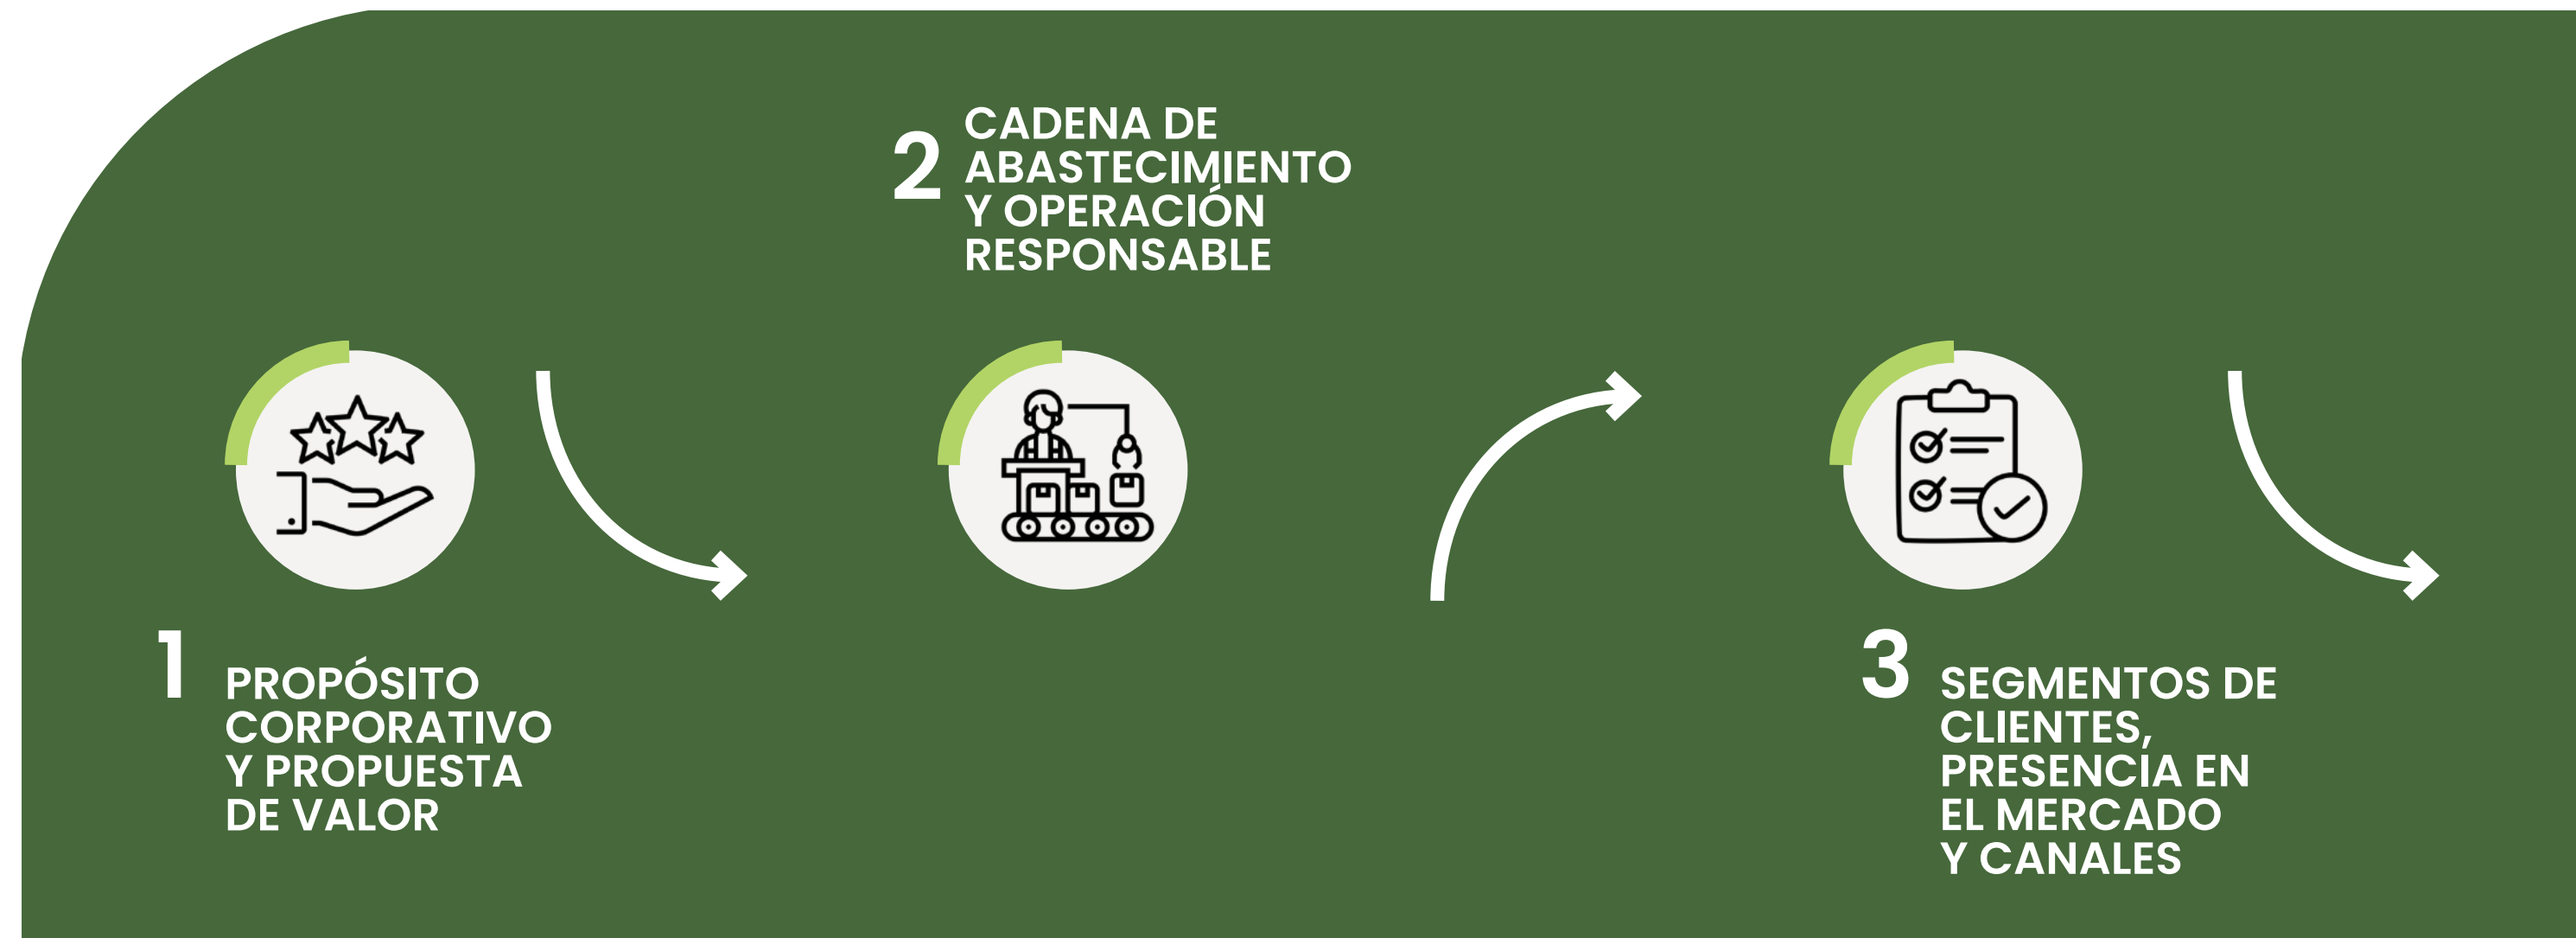 1
PROPÓSITO
CORPORATIVO
Y PROPUESTA
DE VALOR
2
CADENA DE
ABASTECIMIENTO
Y OPERACIÓN
RESPONSABLE
3
SEGMENTOS DE
CLIENTES,
PRESENCIA EN
EL MERCADO
Y CANALES